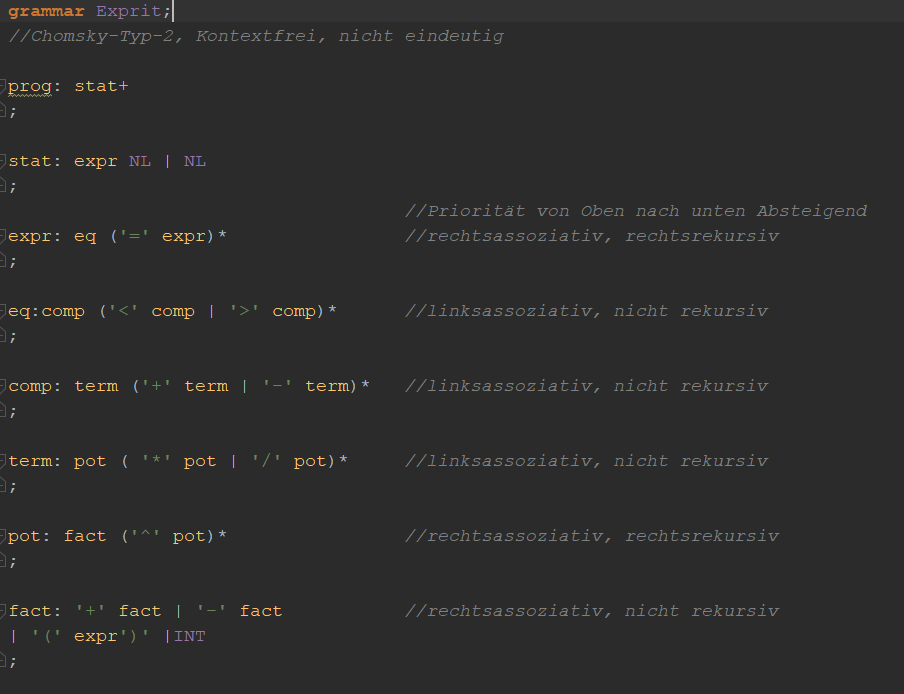 grammar Exprit;
//Chomsky-Typ-2, Kontextfrei, nicht eindeutig
prog: stat+
;
stat: expr NL | NL
;
//Priorität von Oben nach unten Absteigend
expr: eq ('=' expr)* //rechtsassoziativ, rechtsrekursiv
;
eq:comp ('<' comp | '>' comp)* //linksassoziativ, nicht rekursiv
;
comp: term ('+' term | '-' term)* //linksassoziativ, nicht rekursiv
;
term: pot ( '*' pot | '/' pot)* //linksassoziativ, nicht rekursiv
;
pot: fact ('^' pot)* //rechtsassoziativ, rechtsrekursiv
;
fact: '+' fact | '-' fact //rechtsassoziativ, nicht rekursiv
| '(' expr')' |INT
;